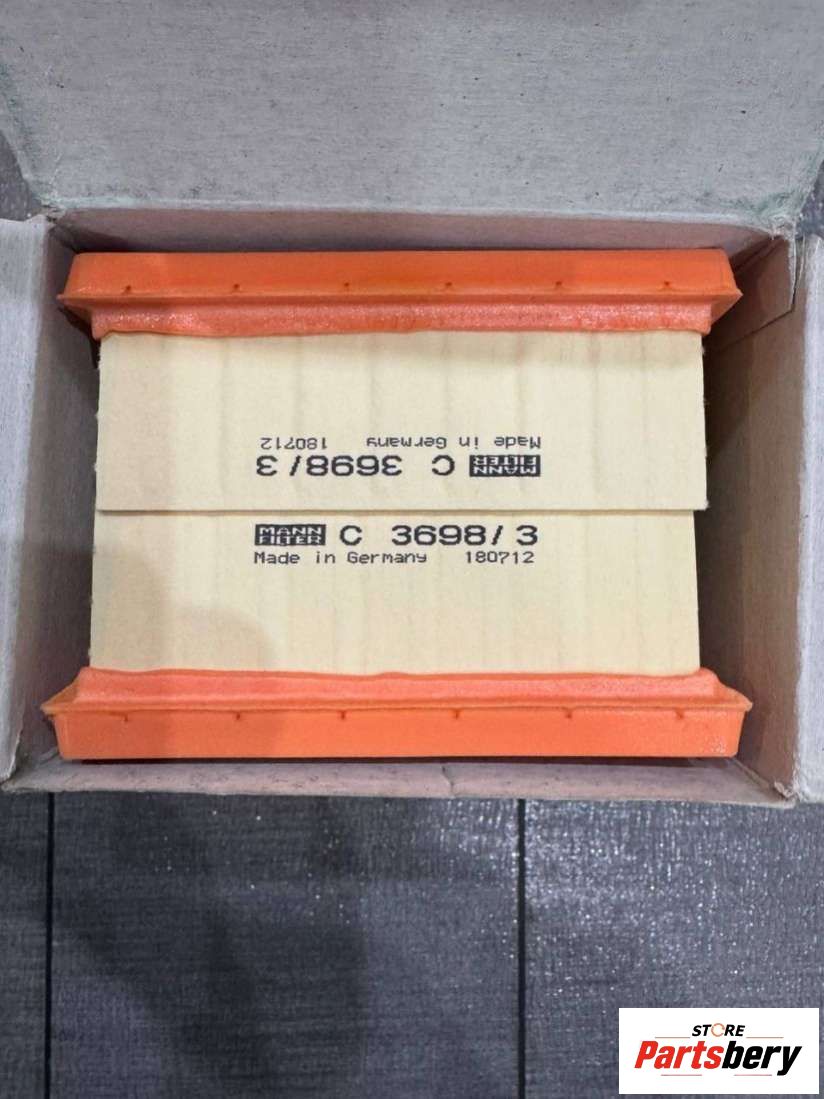 Made in Germany 180712
MANN FILTER C 3698/3
MANN FILTER C 3698/3
Made in Germany 180712
STORE
Partsbery